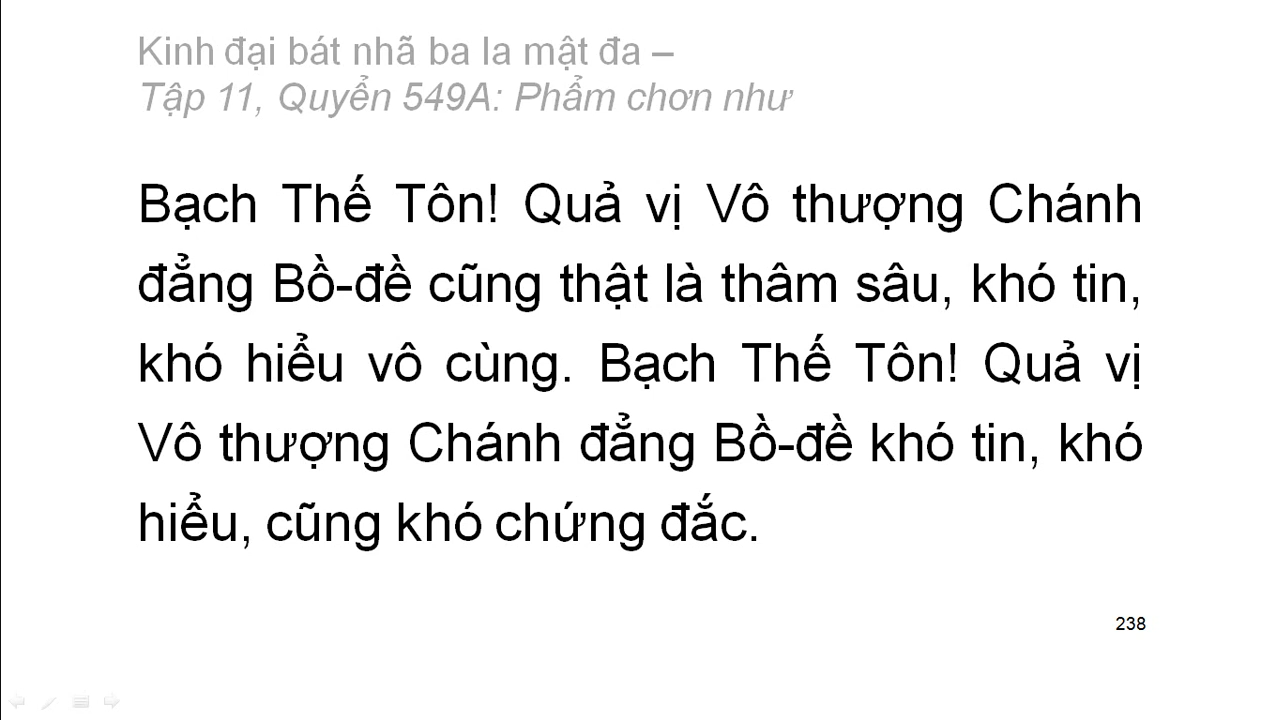 Kinh đại bát nhã ba la mật đa –
Tập 11, Quyển 549A: Phẩm chơn như
Bạch Thế Tôn! Quả vị Vô thượng Chánh
đẳng Bồ-đề cũng thật là thâm sâu, khó tin,
khó hiểu vô cùng. Bạch Thế Tôn! Quả vị
Vô thượng Chánh đẳng Bồ-đề khó tin, khó
hiểu, cũng khó chứng đắc.
238